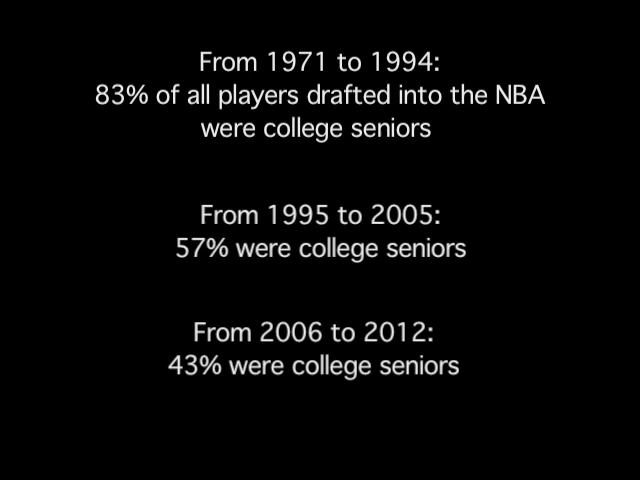 From 1971 to 1994:
83% of all players drafted into the NBA
were college seniors
From 1995 to 2005:
57% were college seniors
From 2006 to 2012:
43% were college seniors